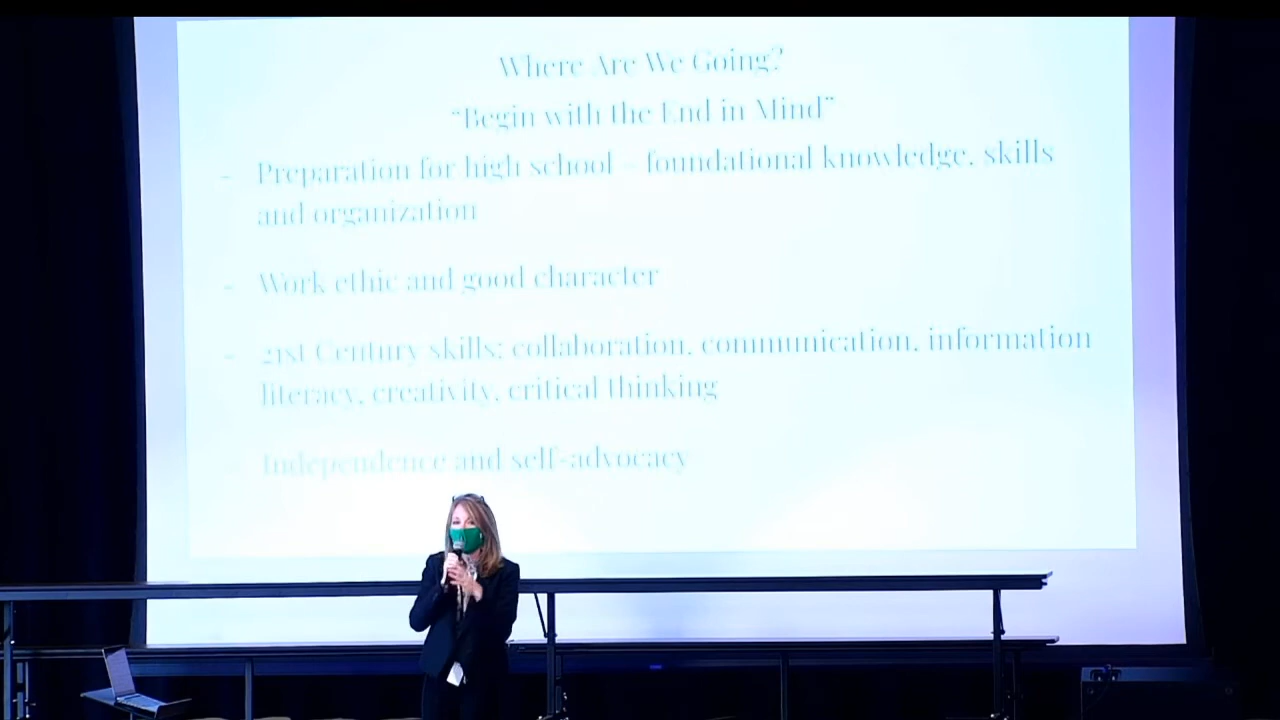 Where Are We Going?
"Begin with the End in Mind"
- Preparation for high school - foundational knowledge, skills
and organization
- Work ethic and good character
- 21st Century skills: collaboration, communication, information
literacy, creativity, critical thinking
- Independence and self-advocacy